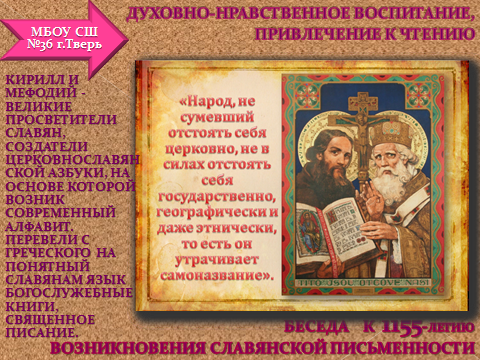 МБОУ СШ
№36 г.Тверь
ДУХОВНО-НРАВСТВЕННОЕ ВОСПИТАНИЕ,
ПРИВЛЕЧЕНИЕ К ЧТЕНИЮ
КИРИЛЛ И
МЕФОДИЙ -
ВЕЛИКИЕ
ПРОСВЕТИТЕЛИ
СЛАВЯН,
СОЗДАТЕЛИ
ЦЕРКОВНОСЛАВЯН
СКОЙ АЗБУКИ, НА
ОСНОВЕ КОТОРОЙ
ВОЗНИК
СОВРЕМЕННЫЙ
АЛФАВИТ.
ПЕРЕВЕЛИ С
ГРЕЧЕСКОГО НА
ПОНЯТНЫЙ
СЛАВЯНАМ ЯЗЫК
БОГОСЛУЖЕБНЫЕ
КНИГИ,
СВЯЩЕННОЕ
ПИСАНИЕ.
«Народ, не
сумевший
отстоять себя
церковно, не в
силах отстоять
себя
государственно,
географически и
даже этнически,
то есть он
утрачивает
самоназвание».
TITO JSOU OTCOVÉ
БЕСЕДА К 1155-ЛЕТИЮ
ВОЗНИКНОВЕНИЯ СЛАВЯНСКОЙ ПИСЬМЕННОСТИ